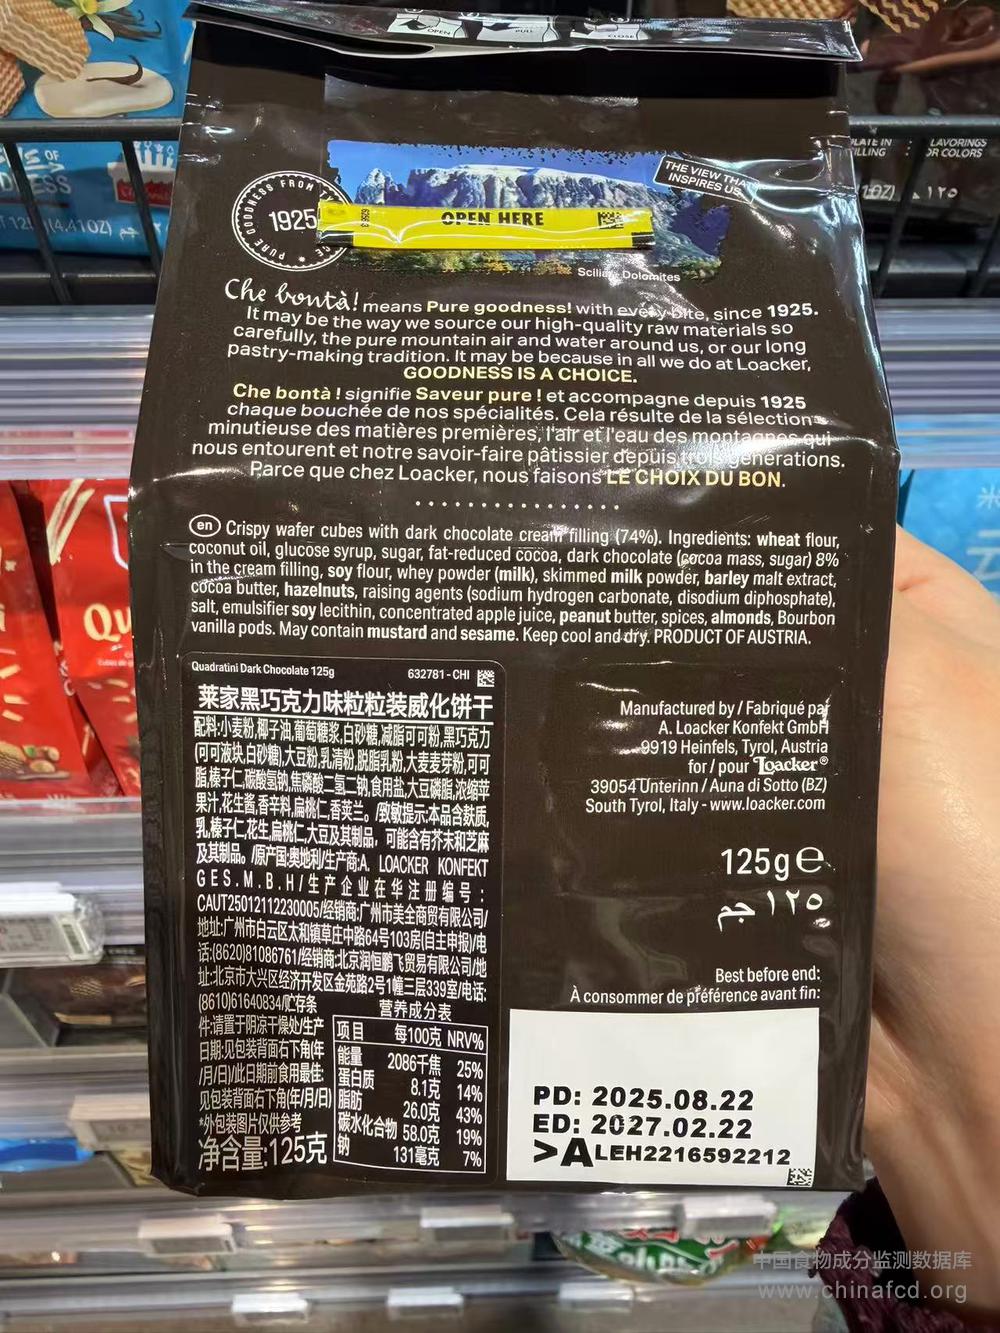 OPEN
PULL
CLOSE
OF
LATE IN
ILLING
LAVORINGS
OR COLORS
(4.41OZ)
١٢٥
THE VIEW THAT
INSPIRES US
PURE GOODNESS FROM
1925
OPEN HERE
Sciliar Dolomites
Che bontà! means Pure goodness! with every bite, since 1925.
It may be the way we source our high-quality raw materials so
carefully, the pure mountain air and water around us, or our long
pastry-making tradition. It may be because in all we do at Loacker,
GOODNESS IS A CHOICE.
Che bontà ! signifie Saveur pure ! et accompagne depuis 1925
chaque bouchée de nos spécialités. Cela résulte de la sélection
minutieuse des matières premières, l'air et l'eau des montagnes qui
nous entourent et notre savoir-faire pâtissier depuis trois générations.
Parce que chez Loacker, nous faisons LE CHOIX DU BON.
en Crispy wafer cubes with dark chocolate cream filling (74%). Ingredients: wheat flour,
coconut oil, glucose syrup, sugar, fat-reduced cocoa, dark chocolate (cocoa mass, sugar) 8%
in the cream filling, soy flour, whey powder (milk), skimmed milk powder, barley malt extract,
cocoa butter, hazelnuts, raising agents (sodium hydrogen carbonate, disodium diphosphate),
salt, emulsifier soy lecithin, concentrated apple juice, peanut butter, spices, almonds, Bourbon
vanilla pods. May contain mustard and sesame. Keep cool and dry. PRODUCT OF AUSTRIA.
Quadratini Dark Chocolate 125g 632781 - CHI
莱家黑巧克力味粒粒装威化饼干
配料:小麦粉,椰子油,葡萄糖浆,白砂糖,减脂可可粉,黑巧克力
(可可液块,白砂糖),大豆粉,乳清粉,脱脂乳粉,大麦麦芽粉,可可
脂,榛子仁,碳酸氢钠,焦磷酸二氢二钠,食用盐,大豆磷脂,浓缩苹
果汁,花生酱,香辛料,扁桃仁,香荚兰。/致敏提示:本品含麸质,
乳,榛子仁,花生,扁桃仁,大豆及其制品，可能含有芥末和芝麻
及其制品。/原产国:奥地利/生产商:A. LOACKER KONFEKT
GES.M.B.H/生产企业在华注册编号:
CAUT25012112230005/经销商:广州市美全商贸有限公司/
地址:广州市白云区太和镇草庄中路64号103房(自主申报)/电
话:(8620)81086761/经销商:北京润恒鹏飞贸易有限公司/地
址:北京市大兴区经济开发区金苑路2号1幢三层339室/电话:
(8610)61640834/贮存条
件:请置于阴凉干燥处/生产
日期:见包装背面右下角(年
/月/日)/此日期前食用最佳:
见包装背面右下角(年/月/日)
*外包装图片仅供参考
净含量:125克
营养成分表
项目 每100克 NRV%
能量 2086千焦 25%
蛋白质 8.1克 14%
脂肪 26.0克 43%
碳水化合物 58.0克 19%
钠 131毫克 7%
Manufactured by / Fabriqué par
A. Loacker Konfekt GmbH
9919 Heinfels, Tyrol, Austria
for / pour Loacker®
39054 Unterinn / Auna di Sotto (BZ)
South Tyrol, Italy - www.loacker.com
125g℮
١٢٥ جم
Best before end:
À consommer de préférence avant fin:
PD: 2025.08.22
ED: 2027.02.22
>ALEH2216592212
Qu
中国食物成分监测数据库
www.chinafcd.org